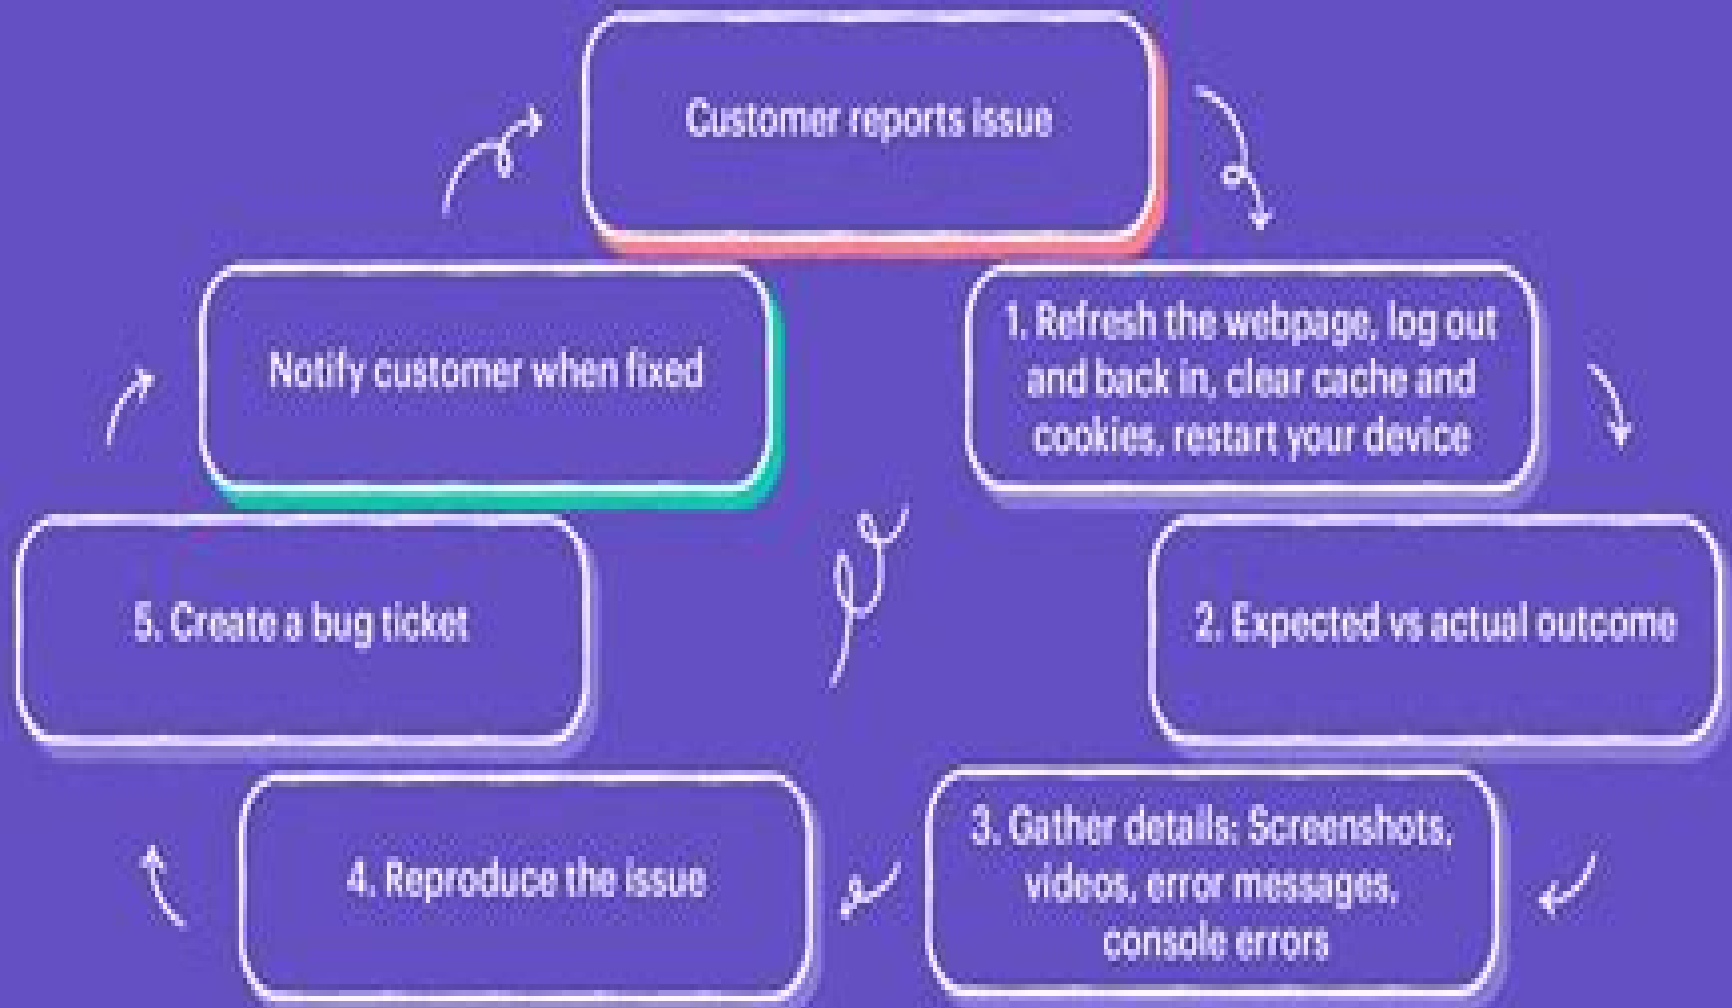 Customer reports issue
1. Refresh the webpage, log out
and back in, clear cache and
cookies, restart your device
2. Expected vs actual outcome
3. Gather details: Screenshots,
videos, error messages,
console errors
4. Reproduce the issue
5. Create a bug ticket
Notify customer when fixed